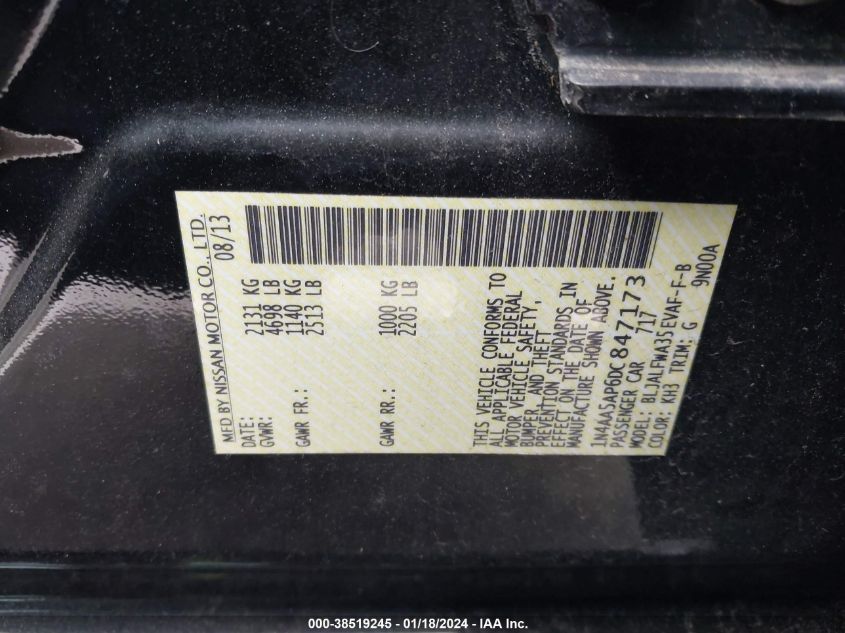 MFD BY NISSAN MOTOR CO., LTD.
DATE: 08/13
GVWR: 2131 KG
4698 LB
GAWR FR.: 1140 KG
2513 LB
GAWR RR.: 1000 KG
2205 LB
THIS VEHICLE CONFORMS TO
ALL APPLICABLE FEDERAL
MOTOR VEHICLE SAFETY,
BUMPER, AND THEFT
PREVENTION STANDARDS IN
EFFECT ON THE DATE OF
MANUFACTURE SHOWN ABOVE.
1N4AA5AP6DC847173
PASSENGER CAR 717
MODEL: BLJALFWA35EVAF-F-B
COLOR: KH3 TRIM: G 9N00A
000-38519245 - 01/18/2024 - IAA Inc.